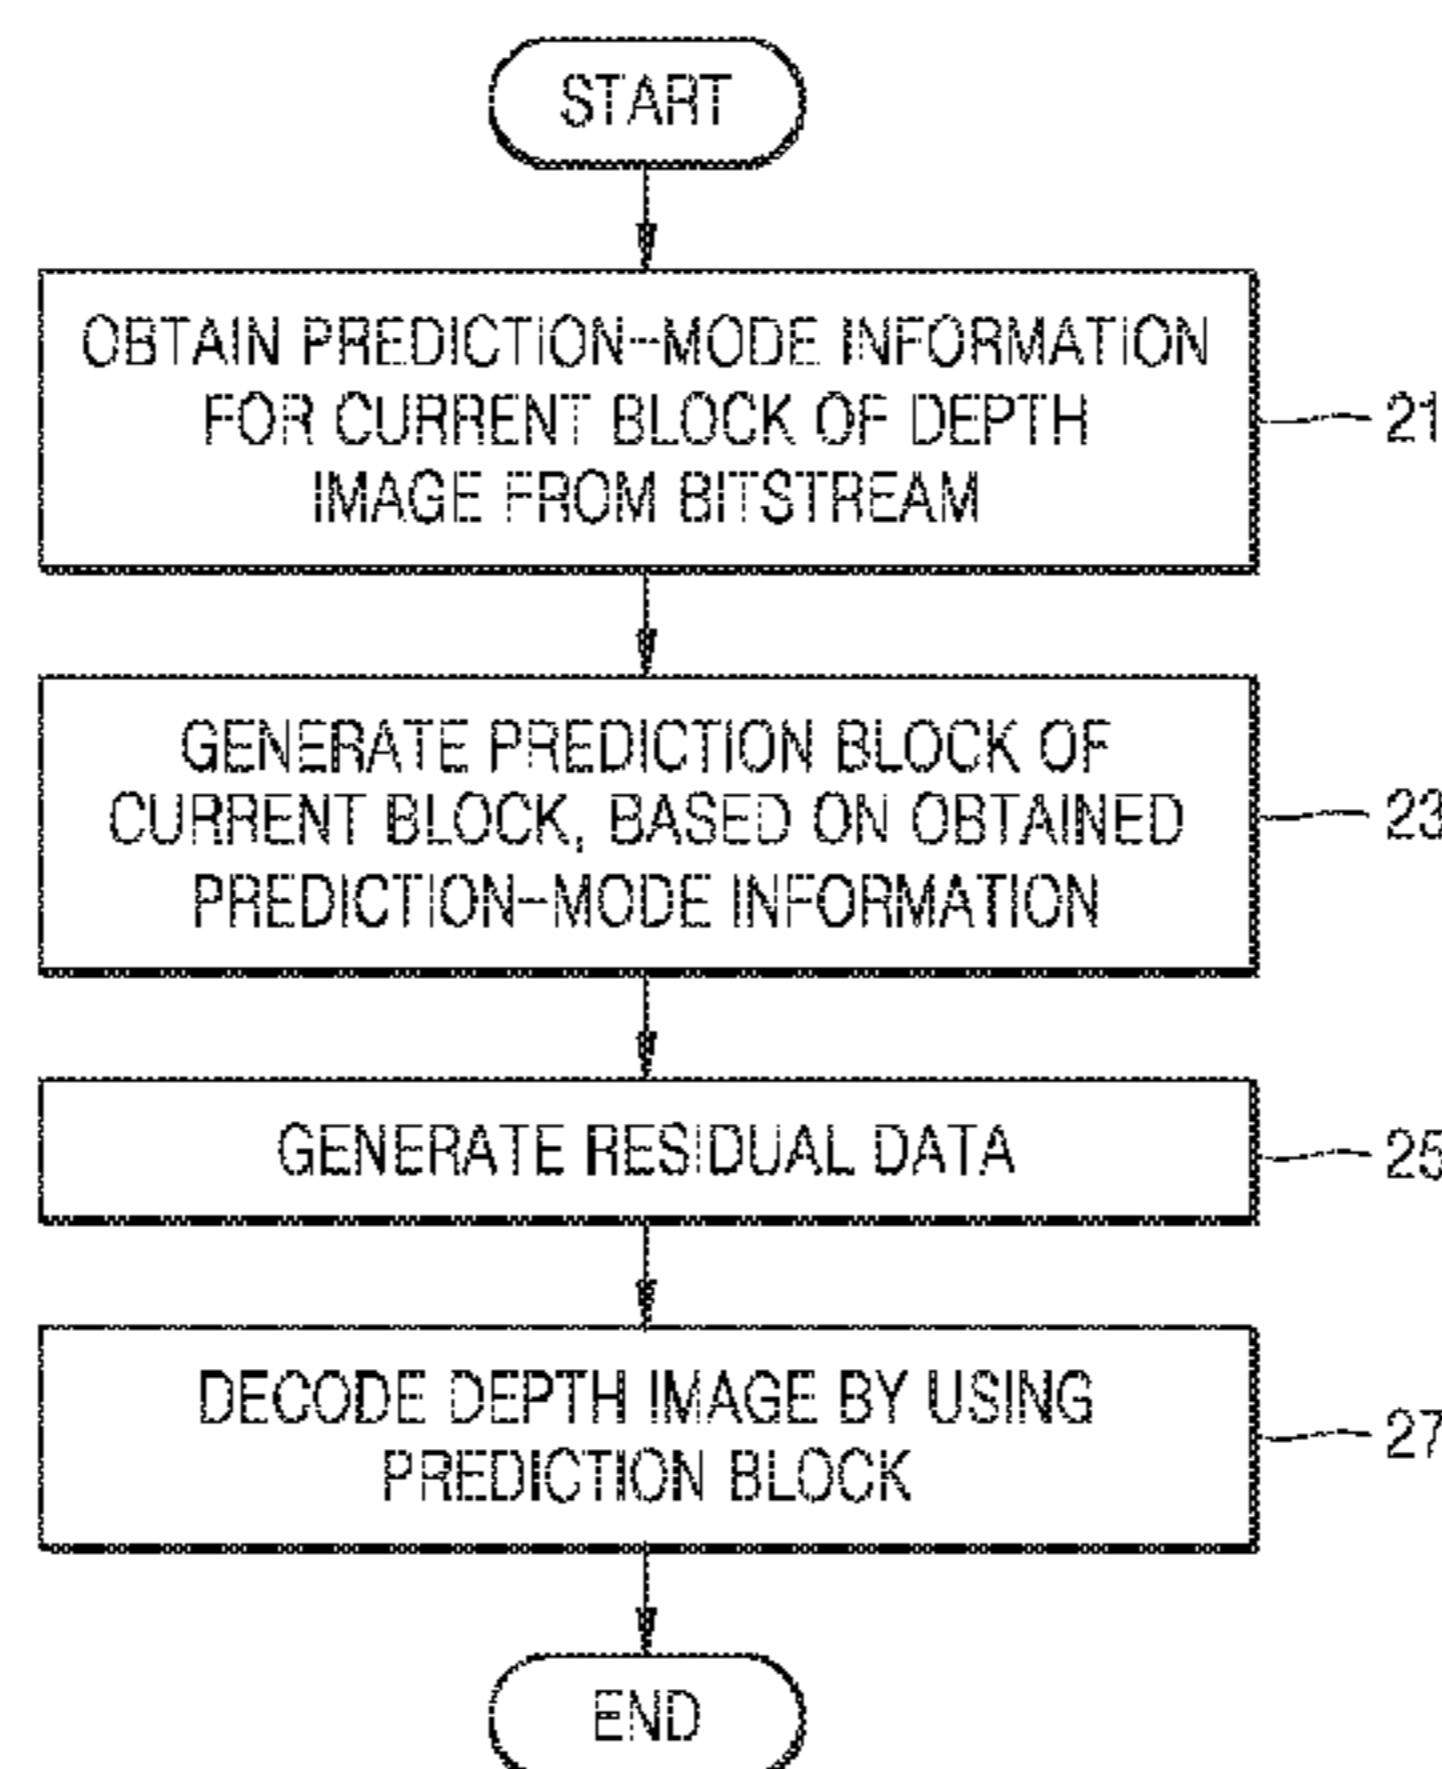 START
OBTAIN PREDICTION-MODE INFORMATION
FOR CURRENT BLOCK OF DEPTH
IMAGE FROM BITSTREAM
21
GENERATE PREDICTION BLOCK OF
CURRENT BLOCK, BASED ON OBTAINED
PREDICTION-MODE INFORMATION
23
GENERATE RESIDUAL DATA
25
DECODE DEPTH IMAGE BY USING
PREDICTION BLOCK
27
END